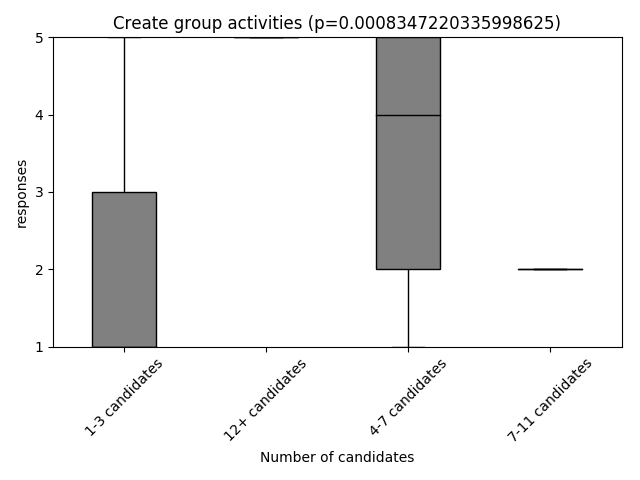 Create group activities (p=0.0008347220335998625)
5
4
3
2
1
responses
1-3 candidates
12+ candidates
4-7 candidates
7-11 candidates
Number of candidates